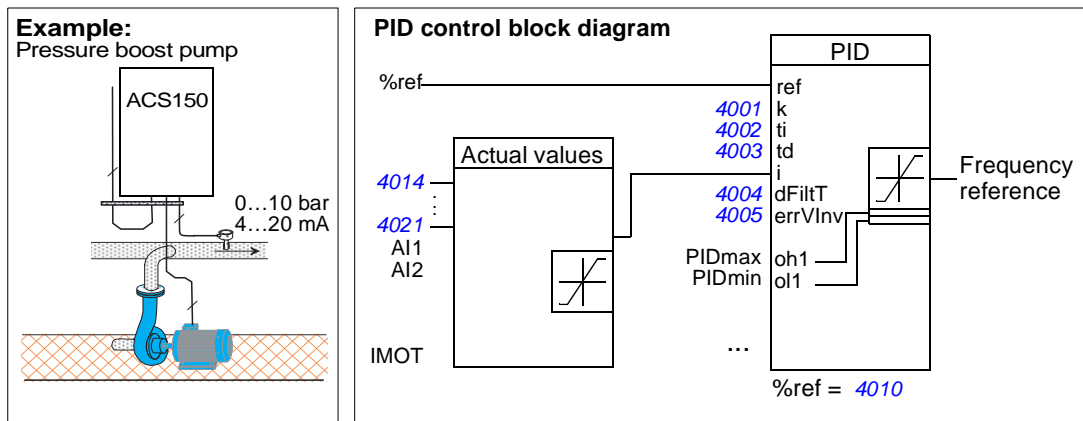 Example:
Pressure boost pump
ACS150
0…10 bar
4…20 mA
PID control block diagram
PID
%ref
ref
4001 k
4002 ti
4003 td
i
4004 dFiltT
4005 errVInv
PIDmax oh1
PIDmin ol1
...
%ref = 4010
Actual values
4014
⋮
4021
AI1
AI2
IMOT
Frequency
reference